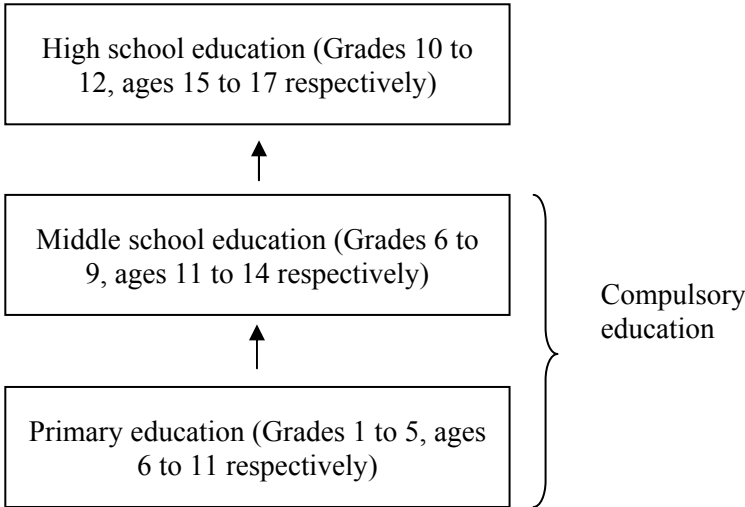 High school education (Grades 10 to
12, ages 15 to 17 respectively)
Middle school education (Grades 6 to
9, ages 11 to 14 respectively)
Compulsory
education
Primary education (Grades 1 to 5, ages
6 to 11 respectively)